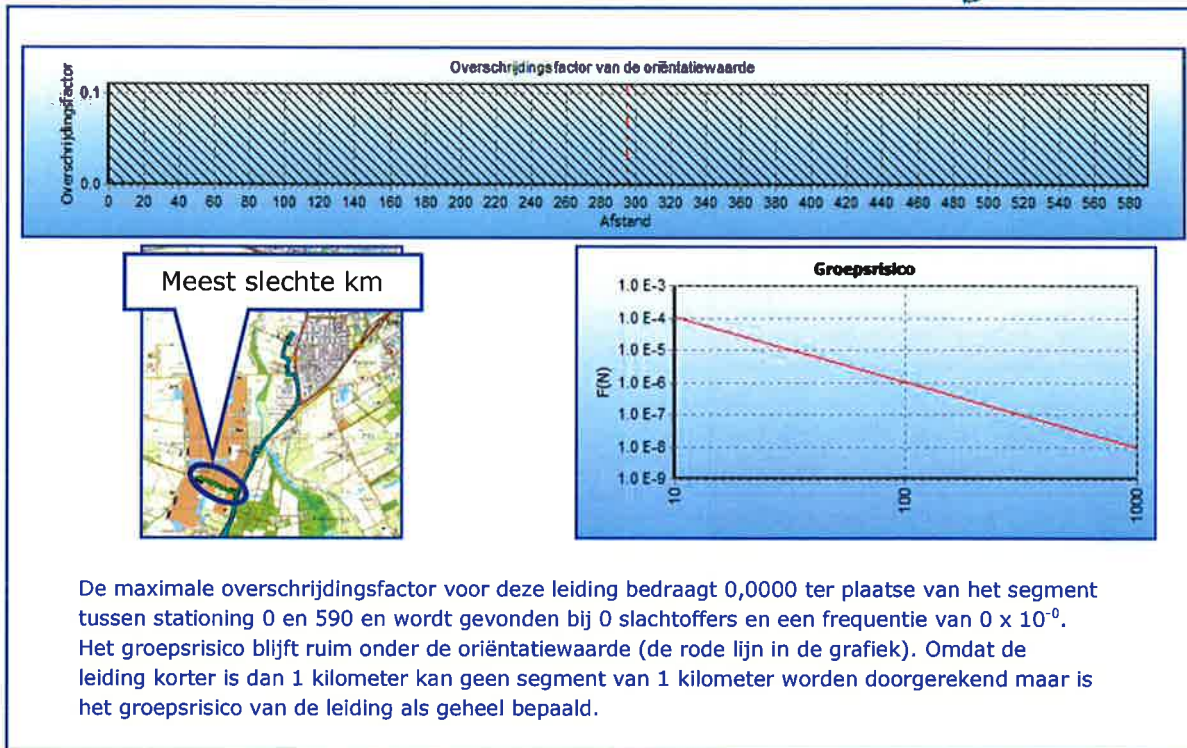 Overschrijdingsfactor van de oriëntatiewaarde
Overschrijdingsfactor
0.1
0.0
0 20 40 60 80 100 120 140 160 180 200 220 240 260 280 300 320 340 360 380 400 420 440 460 480 500 520 540 560 580
Afstand
Meest slechte km
Groepsrisico
F(N)
1.0 E-3
1.0 E-4
1.0 E-5
1.0 E-6
1.0 E-7
1.0 E-8
1.0 E-9
10 100 1000
De maximale overschrijdingsfactor voor deze leiding bedraagt 0,0000 ter plaatse van het segment
tussen stationing 0 en 590 en wordt gevonden bij 0 slachtoffers en een frequentie van 0 x 10⁻⁰.
Het groepsrisico blijft ruim onder de oriëntatiewaarde (de rode lijn in de grafiek). Omdat de
leiding korter is dan 1 kilometer kan geen segment van 1 kilometer worden doorgerekend maar is
het groepsrisico van de leiding als geheel bepaald.